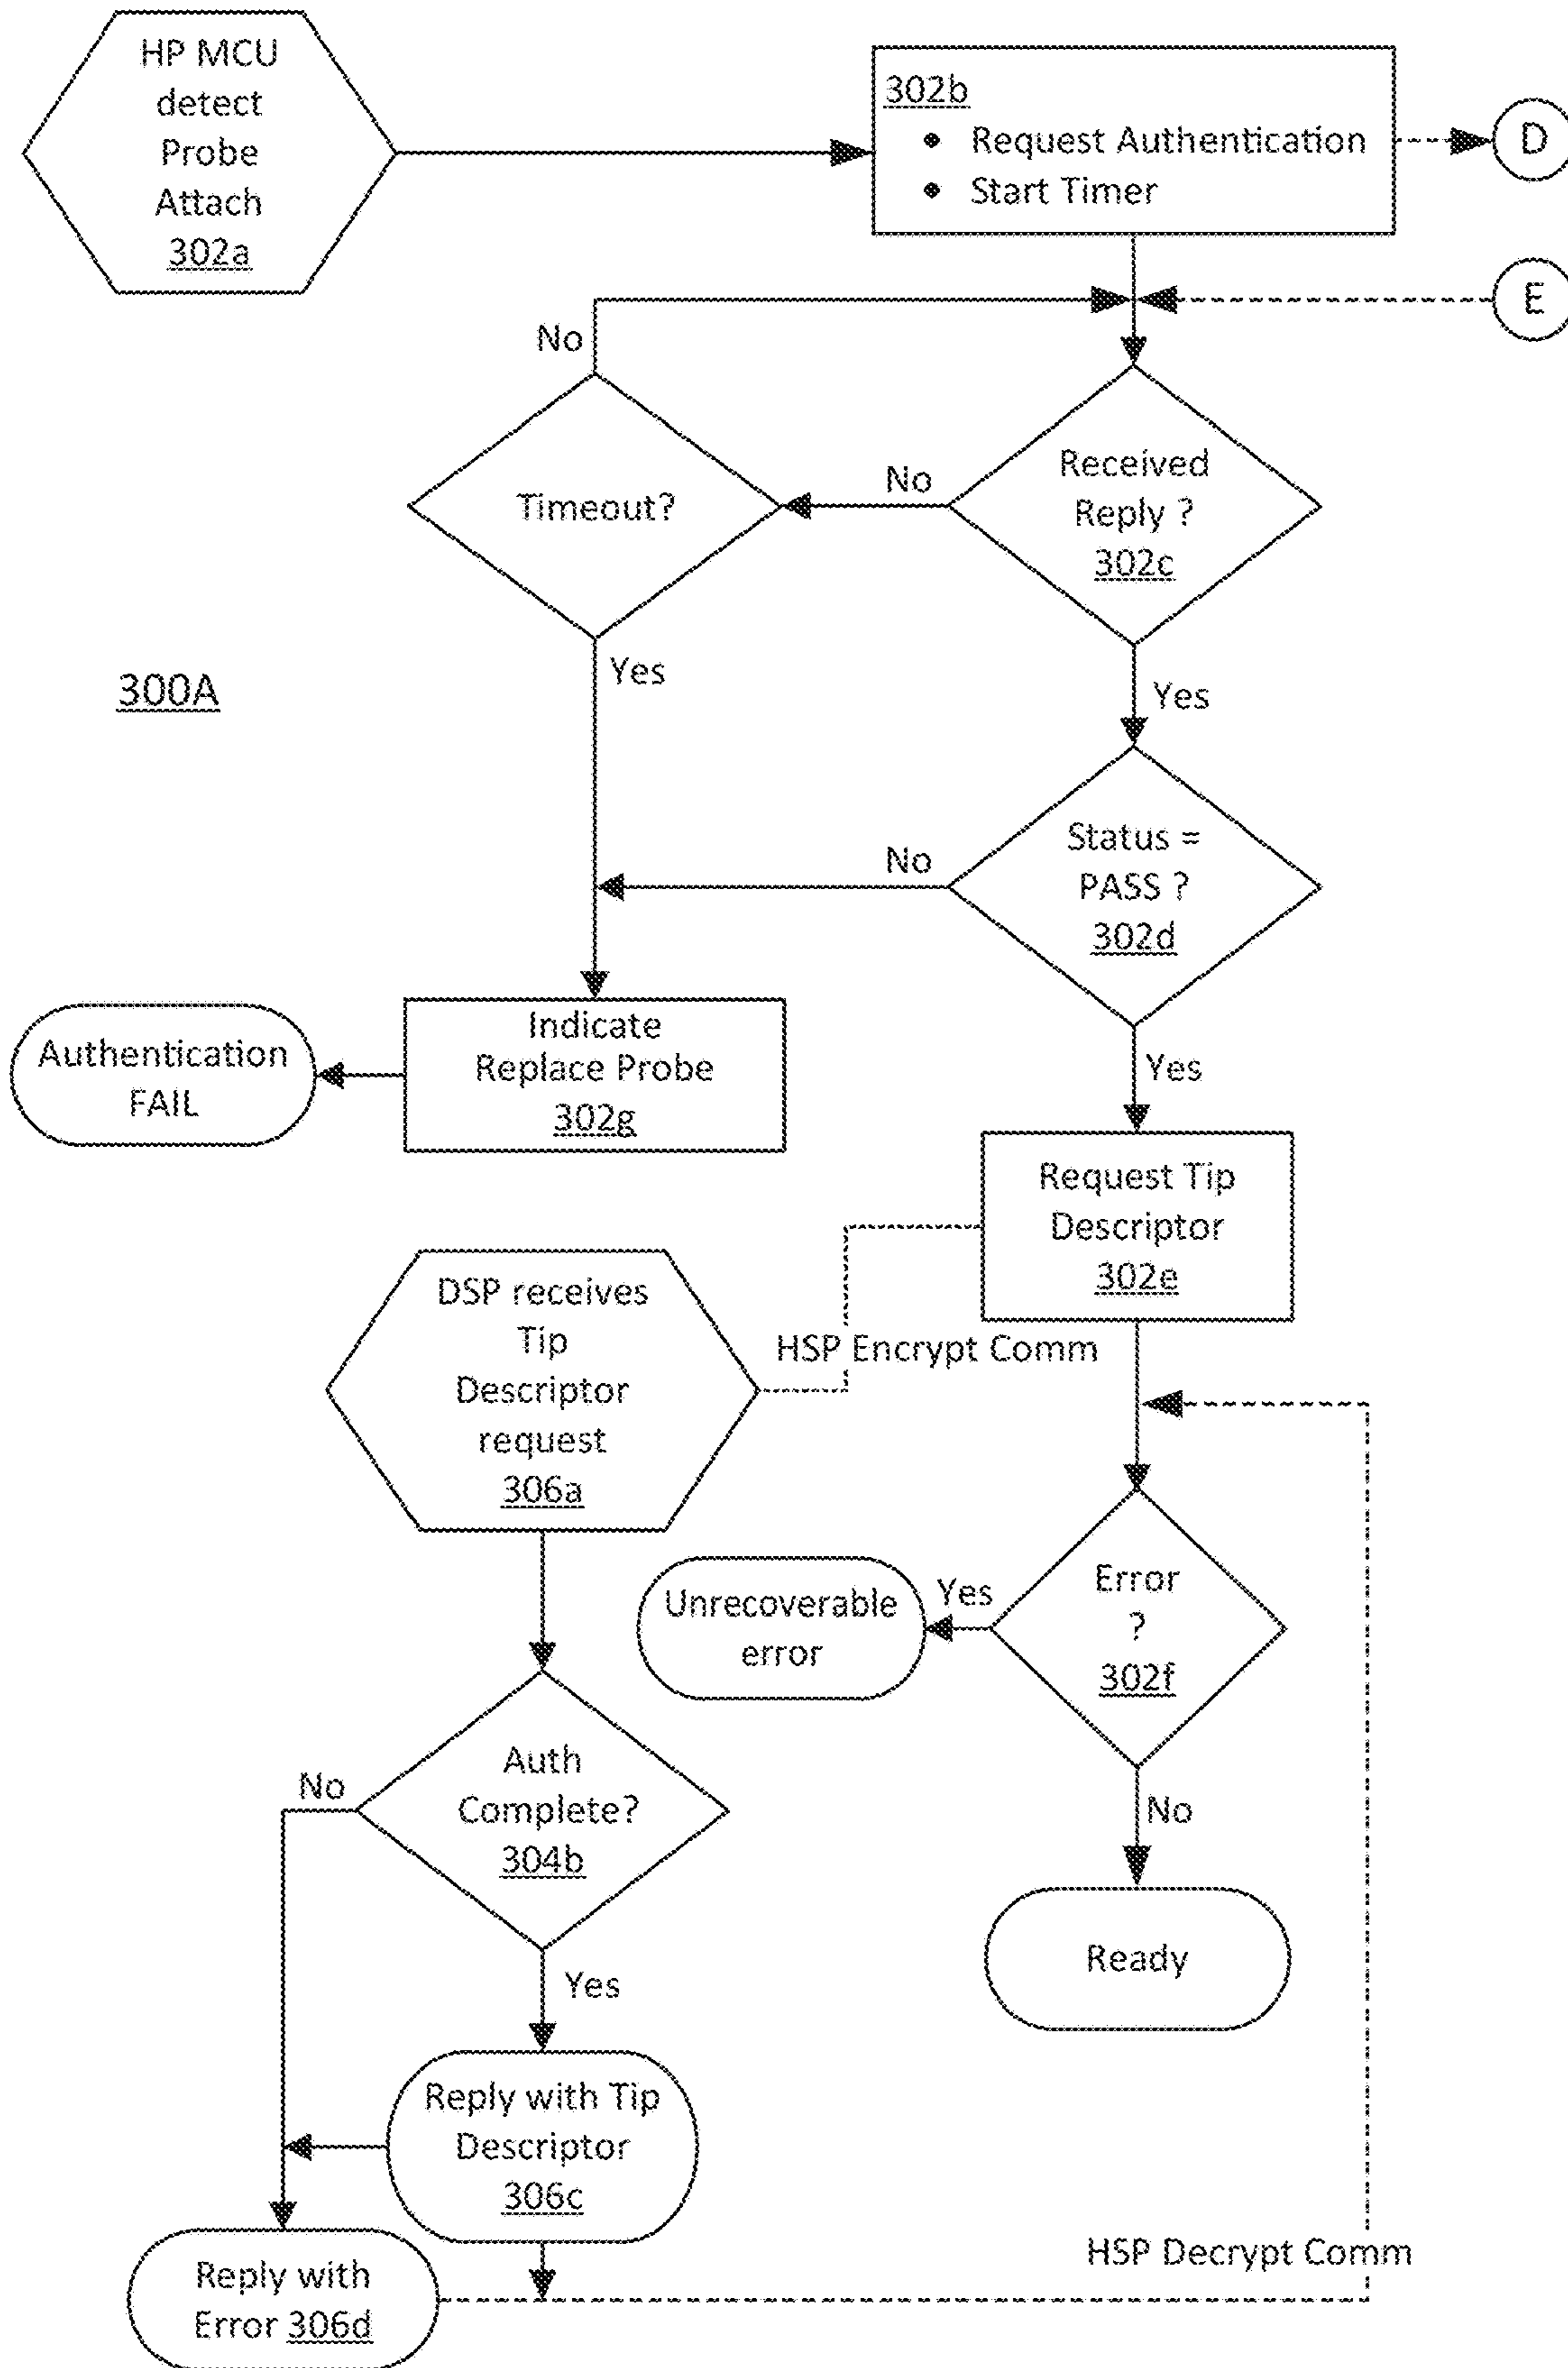 HP MCU
detect
Probe
Attach
302a
302b
• Request Authentication
• Start Timer
D
E
No
Timeout?
No
Received
Reply ?
302c
Yes
Yes
300A
Status =
PASS ?
302d
No
Yes
Indicate
Replace Probe
302g
Authentication
FAIL
Request Tip
Descriptor
302e
HSP Encrypt Comm
DSP receives
Tip
Descriptor
request
306a
Error
?
302f
Yes
Unrecoverable
error
No
Ready
Auth
Complete?
304b
No
Yes
Reply with Tip
Descriptor
306c
Reply with
Error 306d
HSP Decrypt Comm